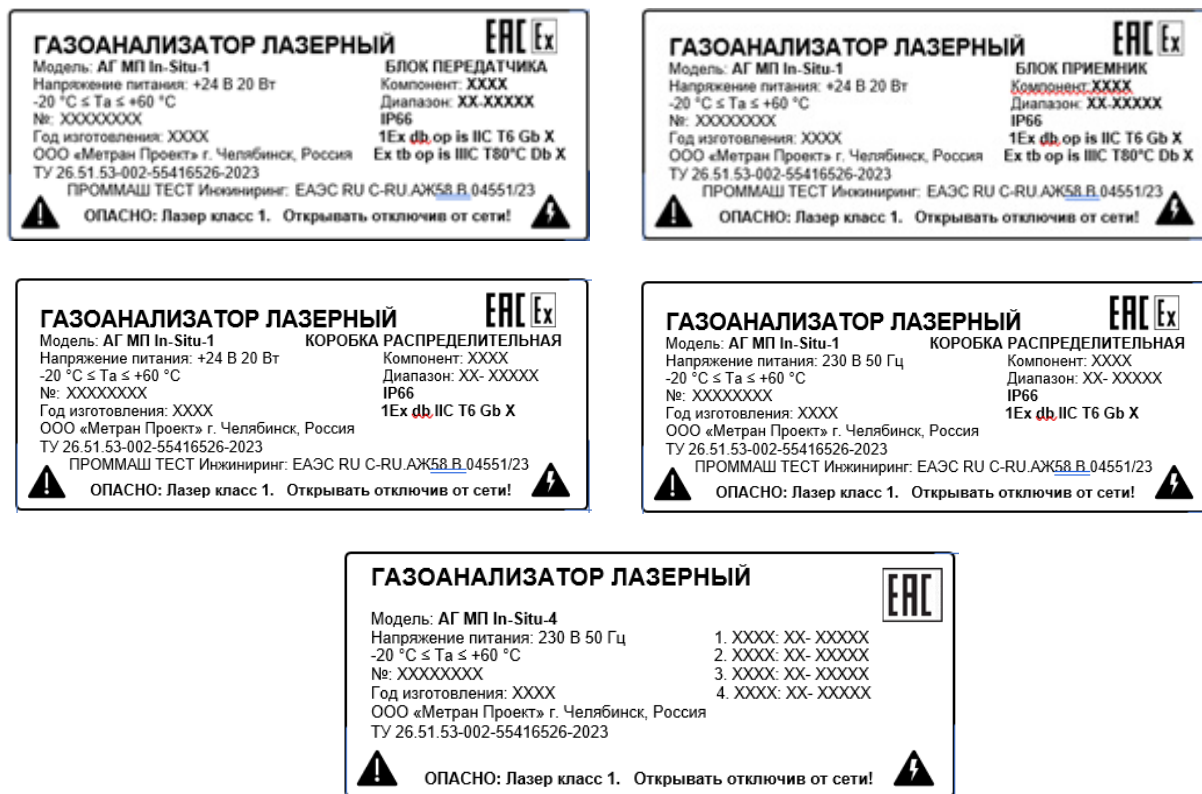 ГАЗОАНАЛИЗАТОР ЛАЗЕРНЫЙ EAC Ex
Модель: АГ МП In-Situ-1 БЛОК ПЕРЕДАТЧИКА
Напряжение питания: +24 В 20 Вт Компонент: XXXX
-20 °C ≤ Ta ≤ +60 °C Диапазон: XX-XXXXX
№: XXXXXXXX IP66
Год изготовления: XXXX 1Ex db op is IIC T6 Gb X
ООО «Метран Проект» г. Челябинск, Россия Ex tb op is IIIC T80°C Db X
ТУ 26.51.53-002-55416526-2023
ПРОММАШ ТЕСТ Инжиниринг: ЕАЭС RU C-RU.АЖ58.В.04551/23
ОПАСНО: Лазер класс 1. Открывать отключив от сети!
ГАЗОАНАЛИЗАТОР ЛАЗЕРНЫЙ EAC Ex
Модель: АГ МП In-Situ-1 БЛОК ПРИЕМНИК
Напряжение питания: +24 В 20 Вт Компонент:XXXX
-20 °C ≤ Ta ≤ +60 °C Диапазон: XX-XXXXX
№: XXXXXXXX IP66
Год изготовления: XXXX 1Ex db op is IIC T6 Gb X
ООО «Метран Проект» г. Челябинск, Россия Ex tb op is IIIC T80°C Db X
ТУ 26.51.53-002-55416526-2023
ПРОММАШ ТЕСТ Инжиниринг: ЕАЭС RU C-RU.АЖ58.В.04551/23
ОПАСНО: Лазер класс 1. Открывать отключив от сети!
ГАЗОАНАЛИЗАТОР ЛАЗЕРНЫЙ EAC Ex
Модель: АГ МП In-Situ-1 КОРОБКА РАСПРЕДЕЛИТЕЛЬНАЯ
Напряжение питания: +24 В 20 Вт Компонент: XXXX
-20 °C ≤ Ta ≤ +60 °C Диапазон: XX- XXXXX
№: XXXXXXXX IP66
Год изготовления: XXXX 1Ex db IIC T6 Gb X
ООО «Метран Проект» г. Челябинск, Россия
ТУ 26.51.53-002-55416526-2023
ПРОММАШ ТЕСТ Инжиниринг: ЕАЭС RU C-RU.АЖ58.В.04551/23
ОПАСНО: Лазер класс 1. Открывать отключив от сети!
ГАЗОАНАЛИЗАТОР ЛАЗЕРНЫЙ EAC Ex
Модель: АГ МП In-Situ-1 КОРОБКА РАСПРЕДЕЛИТЕЛЬНАЯ
Напряжение питания: 230 В 50 Гц Компонент: XXXX
-20 °C ≤ Ta ≤ +60 °C Диапазон: XX- XXXXX
№: XXXXXXXX IP66
Год изготовления: XXXX 1Ex db IIC T6 Gb X
ООО «Метран Проект» г. Челябинск, Россия
ТУ 26.51.53-002-55416526-2023
ПРОММАШ ТЕСТ Инжиниринг: ЕАЭС RU C-RU.АЖ58.В.04551/23
ОПАСНО: Лазер класс 1. Открывать отключив от сети!
ГАЗОАНАЛИЗАТОР ЛАЗЕРНЫЙ EAC
Модель: АГ МП In-Situ-4
Напряжение питания: 230 В 50 Гц 1. XXXX: XX- XXXXX
-20 °C ≤ Ta ≤ +60 °C 2. XXXX: XX- XXXXX
№: XXXXXXXX 3. XXXX: XX- XXXXX
Год изготовления: XXXX 4. XXXX: XX- XXXXX
ООО «Метран Проект» г. Челябинск, Россия
ТУ 26.51.53-002-55416526-2023
ОПАСНО: Лазер класс 1. Открывать отключив от сети!